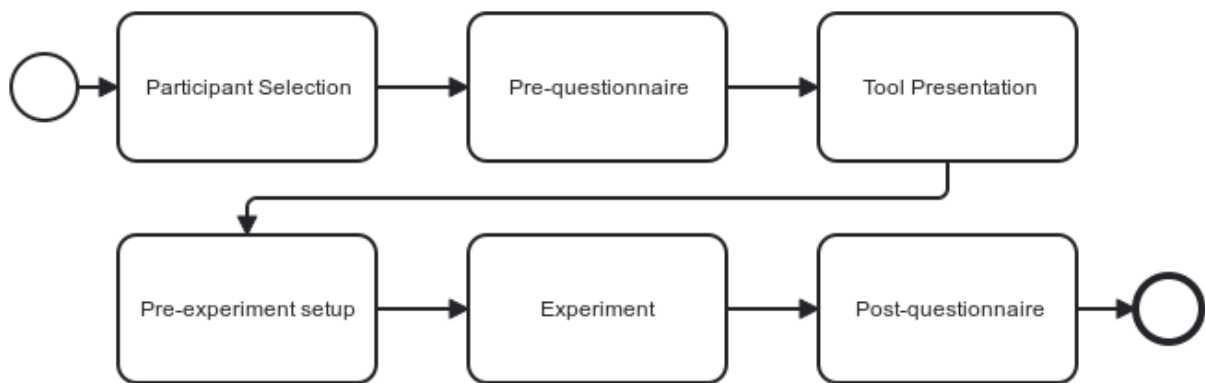 Participant Selection
Pre-questionnaire
Tool Presentation
Pre-experiment setup
Experiment
Post-questionnaire